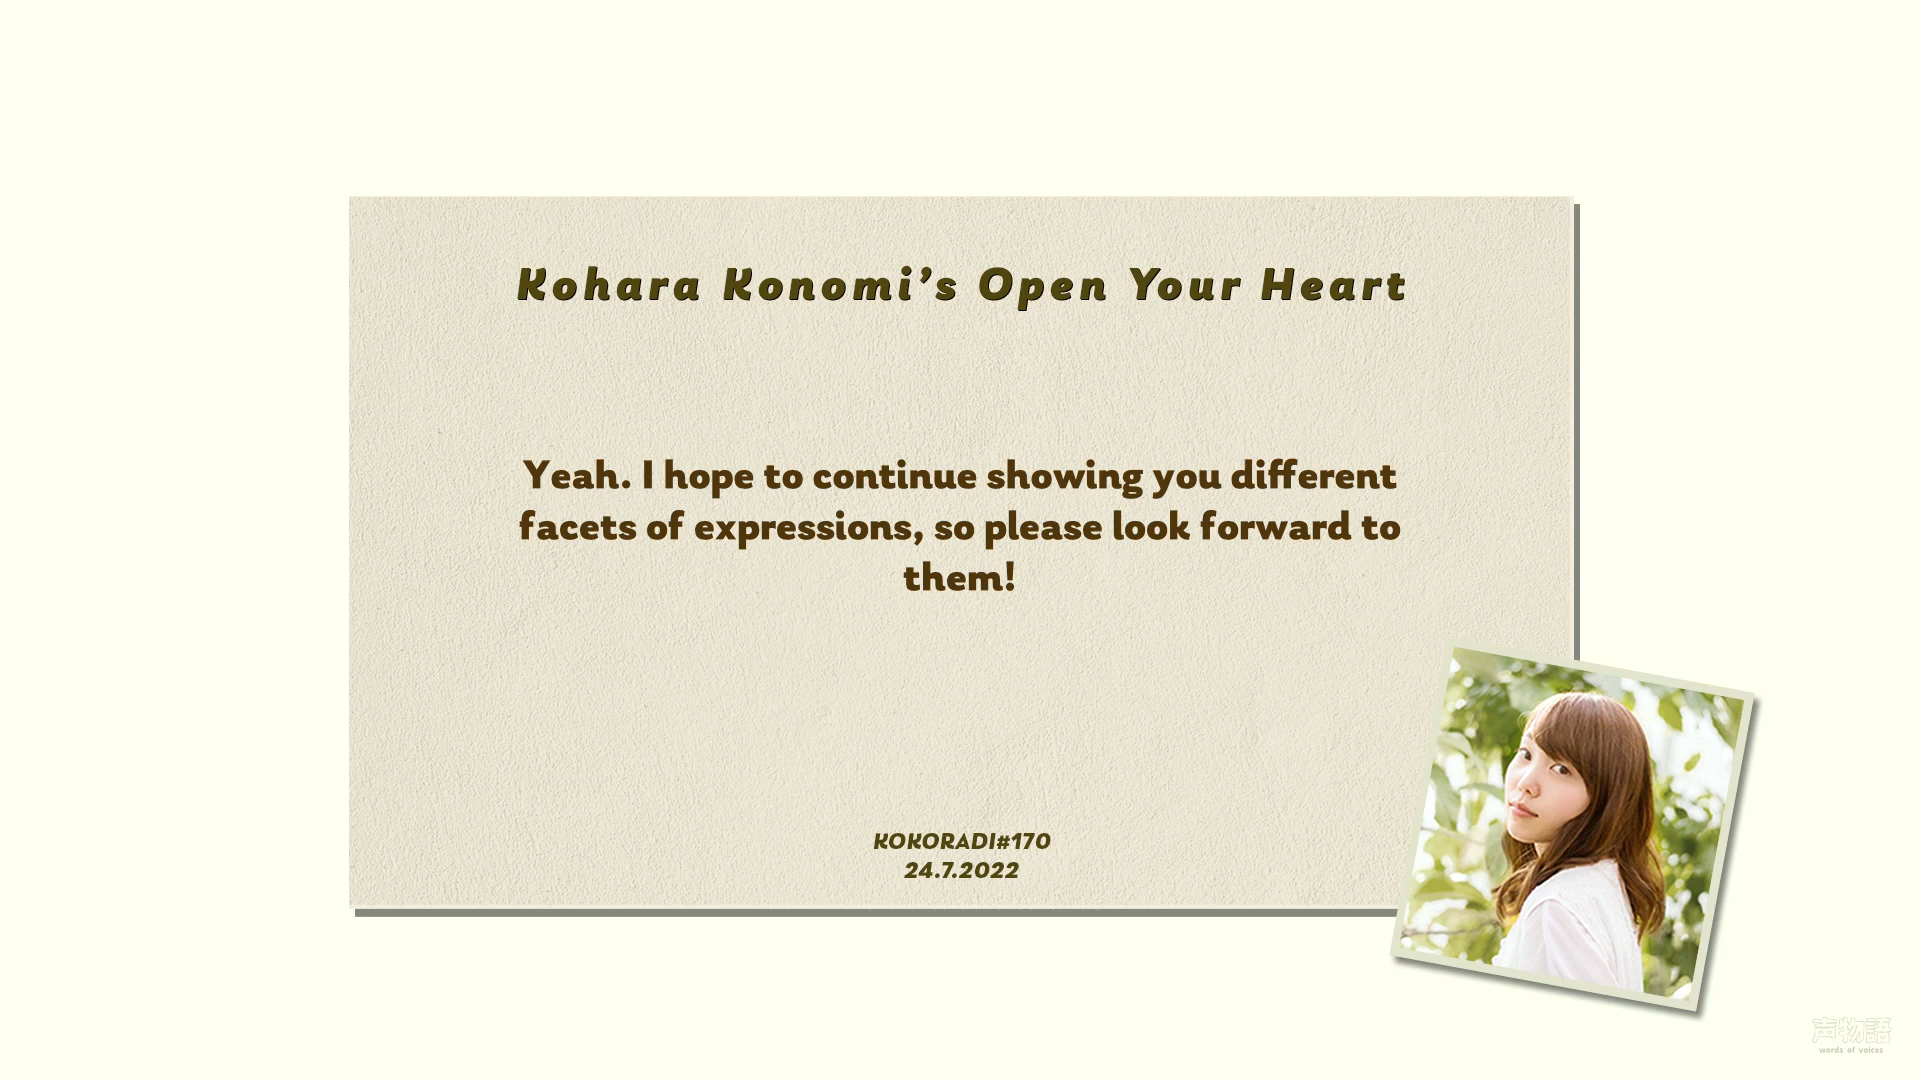 Kohara Konomi’s Open Your Heart
Yeah. I hope to continue showing you different
facets of expressions, so please look forward to
them!
KOKORADI#170
24.7.2022
声物語
words of voices